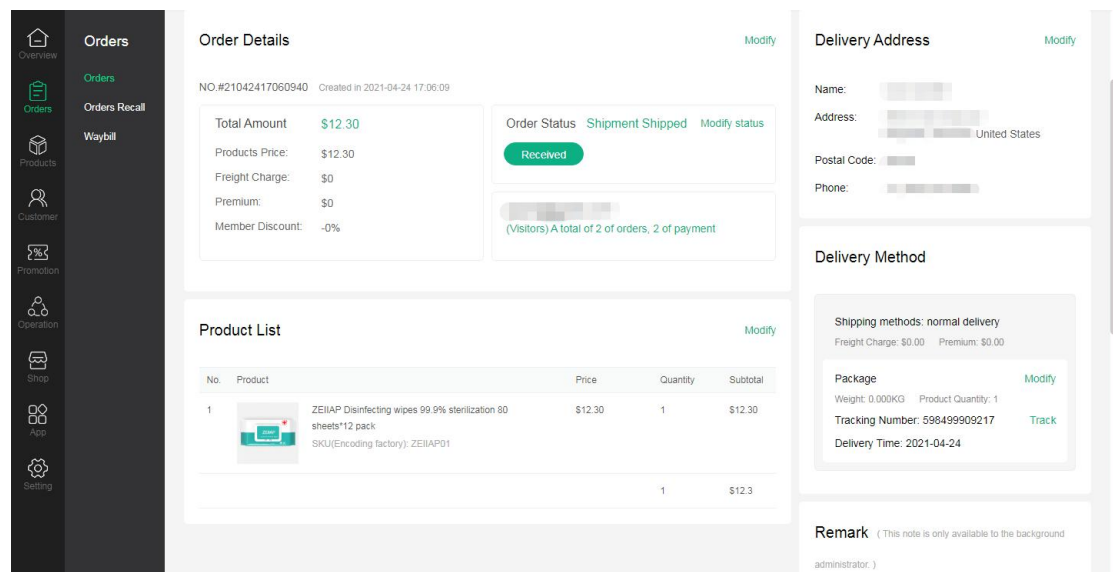 Overview
Orders
Products
Customer
Promotion
Operation
Shop
App
Setting
Orders
Orders
Orders Recall
Waybill
Order Details
Modify
NO.#21042417060940 Created in 2021-04-24 17:06:09
Total Amount $12.30
Products Price: $12.30
Freight Charge: $0
Premium: $0
Member Discount: -0%
Order Status Shipment Shipped Modify status
Received
(Visitors) A total of 2 of orders, 2 of payment
Product List
Modify
No. Product Price Quantity Subtotal
1 ZEIIAP Disinfecting wipes 99.9% sterilization 80 $12.30 1 $12.30
sheets*12 pack
SKU(Encoding factory): ZEIIAP01
1 $12.3
Delivery Address
Modify
Name:
Address:
United States
Postal Code:
Phone:
Delivery Method
Shipping methods: normal delivery
Freight Charge: $0.00 Premium: $0.00
Package Modify
Weight: 0.000KG Product Quantity: 1
Tracking Number: 598499909217 Track
Delivery Time: 2021-04-24
Remark ( This note is only available to the background
administrator. )